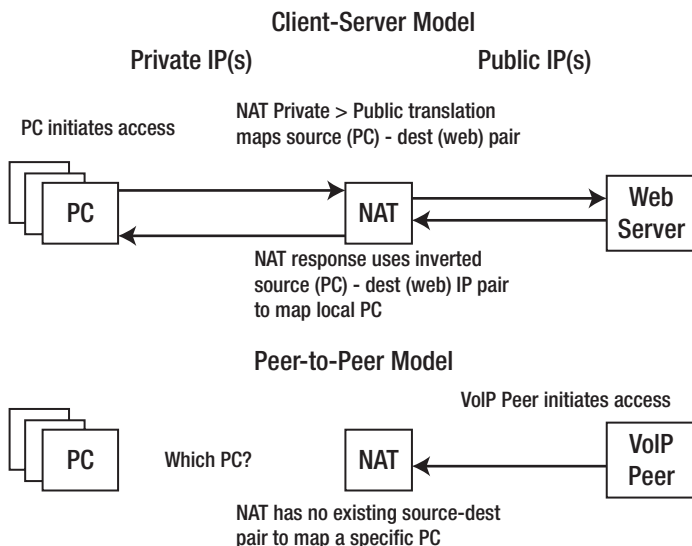 Client-Server Model
Private IP(s)
Public IP(s)
PC initiates access
NAT Private > Public translation
maps source (PC) - dest (web) pair
PC
NAT
Web
Server
NAT response uses inverted
source (PC) - dest (web) IP pair
to map local PC
Peer-to-Peer Model
VoIP Peer initiates access
PC
Which PC?
NAT
VoIP
Peer
NAT has no existing source-dest
pair to map a specific PC